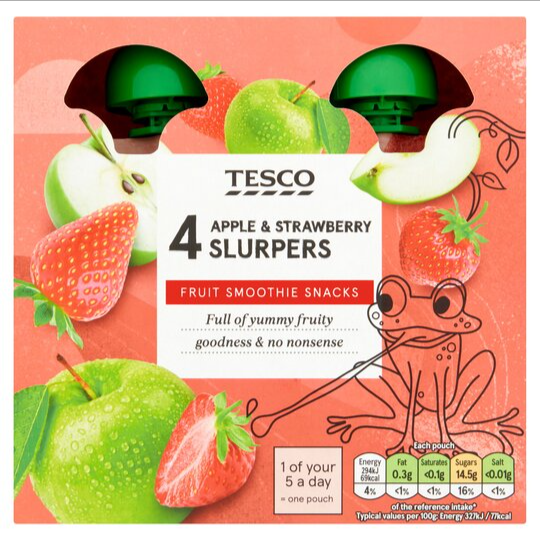 TESCO
4 APPLE & STRAWBERRY
SLURPERS
FRUIT SMOOTHIE SNACKS
Full of yummy fruity
goodness & no nonsense
1 of your
5 a day
= one pouch
Each pouch
Energy Fat Saturates Sugars Salt
294kJ 0.3g <0.1g 14.5g <0.01g
69kcal
4% <1% <1% 16% <1%
of the reference intake*
Typical values per 100g: Energy 327kJ / 77kcal